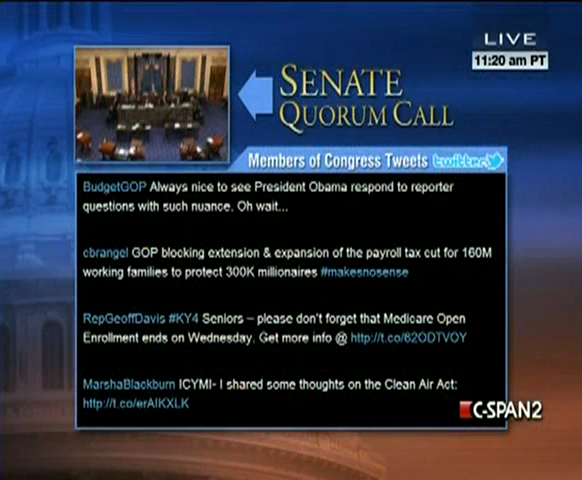 LIVE
11:20 am PT
SENATE
QUORUM CALL
Members of Congress Tweets twitter
BudgetGOP Always nice to see President Obama respond to reporter
questions with such nuance. Oh wait...
cbrangel GOP blocking extension & expansion of the payroll tax cut for 160M
working families to protect 300K millionaires #makesnosense
RepGeoffDavis #KY4 Seniors – please don't forget that Medicare Open
Enrollment ends on Wednesday. Get more info @ http://t.co/62ODTVOY
MarshaBlackburn ICYMI- I shared some thoughts on the Clean Air Act:
http://t.co/erAIKXLK
C-SPAN2